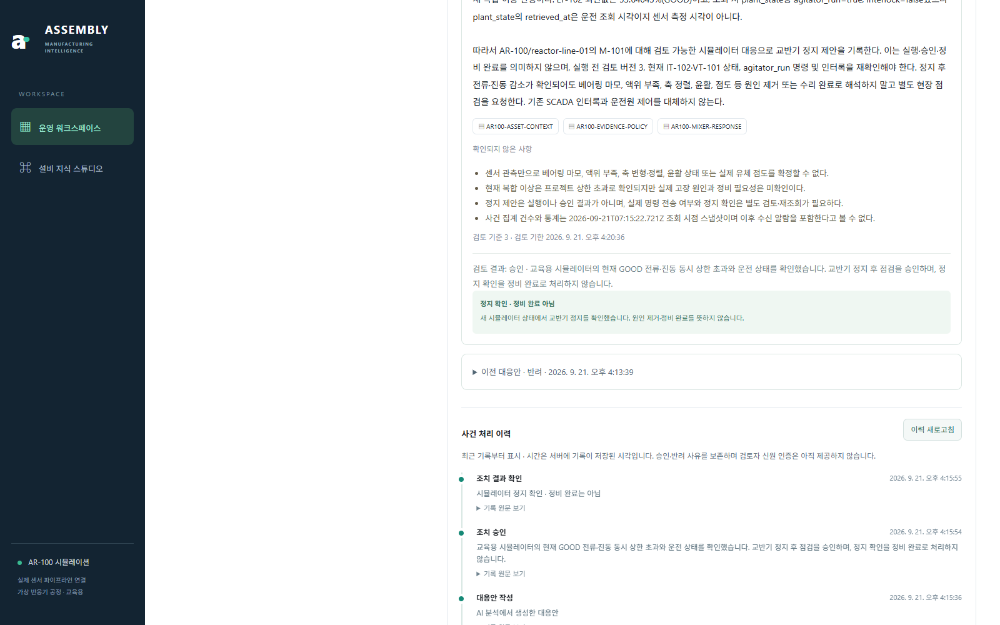 a
ASSEMBLY
MANUFACTURING
INTELLIGENCE
WORKSPACE
운영 워크스페이스
설비 지식 스튜디오
AR-100 시뮬레이션
실제 센서 파이프라인 연결
가상 반응기 공정 · 교육용
plant_state의 retrieved_at은 운전 조회 시각이지 센서 측정 시각이 아니다.
따라서 AR-100/reactor-line-01의 M-101에 대해 검토 가능한 시뮬레이터 대응으로 교반기 정지 제안을 기록한다. 이는 실행·승인·정
비 완료를 의미하지 않으며, 실행 전 검토 버전 3, 현재 IT-102·VT-101 상태, agitator_run 명령 및 인터록을 재확인해야 한다. 정지 후
전류·진동 감소가 확인되어도 베어링 마모, 액위 부족, 축 정렬, 윤활, 점도 등 원인 제거 또는 수리 완료로 해석하지 말고 별도 현장 점
검을 요청한다. 기존 SCADA 인터록과 운전원 제어를 대체하지 않는다.
AR100-ASSET-CONTEXT
AR100-EVIDENCE-POLICY
AR100-MIXER-RESPONSE
확인되지 않은 사항
• 센서 관측만으로 베어링 마모, 액위 부족, 축 변형·정렬, 윤활 상태 또는 실제 유체 점도를 확정할 수 없다.
• 현재 복합 이상은 프로젝트 상한 초과로 확인되지만 실제 고장 원인과 정비 필요성은 미확인이다.
• 정지 제안은 실행이나 승인 결과가 아니며, 실제 명령 전송 여부와 정지 확인은 별도 검토·재조회가 필요하다.
• 사건 집계 건수와 통계는 2026-09-21T07:15:22.721Z 조회 시점 스냅샷이며 이후 수신 알람을 포함한다고 볼 수 없다.
검토 기준 3 · 검토 기한 2026. 9. 21. 오후 4:20:36
검토 결과: 승인 · 교육용 시뮬레이터의 현재 GOOD 전류·진동 동시 상한 초과와 운전 상태를 확인했습니다. 교반기 정지 후 점검을 승인하며, 정
지 확인을 정비 완료로 처리하지 않습니다.
정지 확인 · 정비 완료 아님
새 시뮬레이터 상태에서 교반기 정지를 확인했습니다. 원인 제거·정비 완료를 뜻하지 않습니다.
▶ 이전 대응안 · 반려 · 2026. 9. 21. 오후 4:13:39
사건 처리 이력
이력 새로고침
최근 기록부터 표시 · 시간은 서버에 기록이 저장된 시각입니다. 승인·반려 사유를 보존하며 검토자 신원 인증은 아직 제공하지 않습니다.
조치 결과 확인
2026. 9. 21. 오후 4:15:55
시뮬레이터 정지 확인 · 정비 완료는 아님
▶ 기록 원문 보기
조치 승인
2026. 9. 21. 오후 4:15:54
교육용 시뮬레이터의 현재 GOOD 전류·진동 동시 상한 초과와 운전 상태를 확인했습니다. 교반기 정지 후 점검을 승인하며, 정지 확인을 정비 완료로 처리하지
않습니다.
▶ 기록 원문 보기
대응안 작성
2026. 9. 21. 오후 4:15:36
AI 분석에서 생성한 대응안